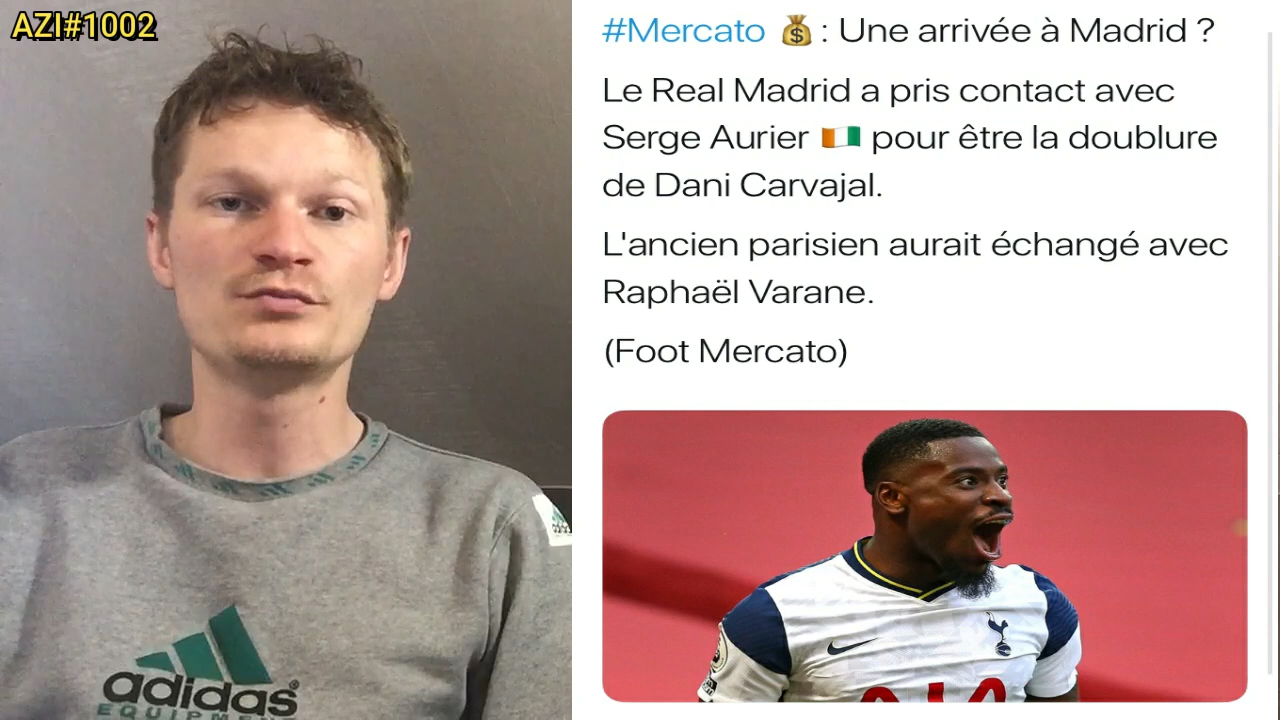 AZI#1002
#Mercato 💰 : Une arrivée à Madrid ?
Le Real Madrid a pris contact avec
Serge Aurier 🇨🇮 pour être la doublure
de Dani Carvajal.
L'ancien parisien aurait échangé avec
Raphaël Varane.
(Foot Mercato)
adidas®
EQUIPMEN